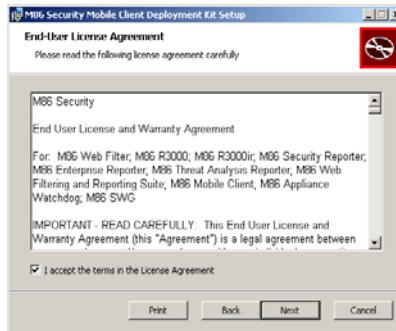 M86 Security Mobile Client Deployment Kit Setup
End-User License Agreement
Please read the following license agreement carefully
M86 Security
End User License and Warranty Agreement
For: M86 Web Filter; M86 R3000; M86 R3000ir; M86 Security Reporter;
M86 Enterprise Reporter; M86 Threat Analysis Reporter; M86 Web
Filtering and Reporting Suite; M86 Mobile Client; M86 Appliance
Watchdog; M86 SWG
IMPORTANT - READ CAREFULLY: This End User License and
Warranty Agreement (this "Agreement") is a legal agreement between
I accept the terms in the License Agreement
Print Back Next Cancel